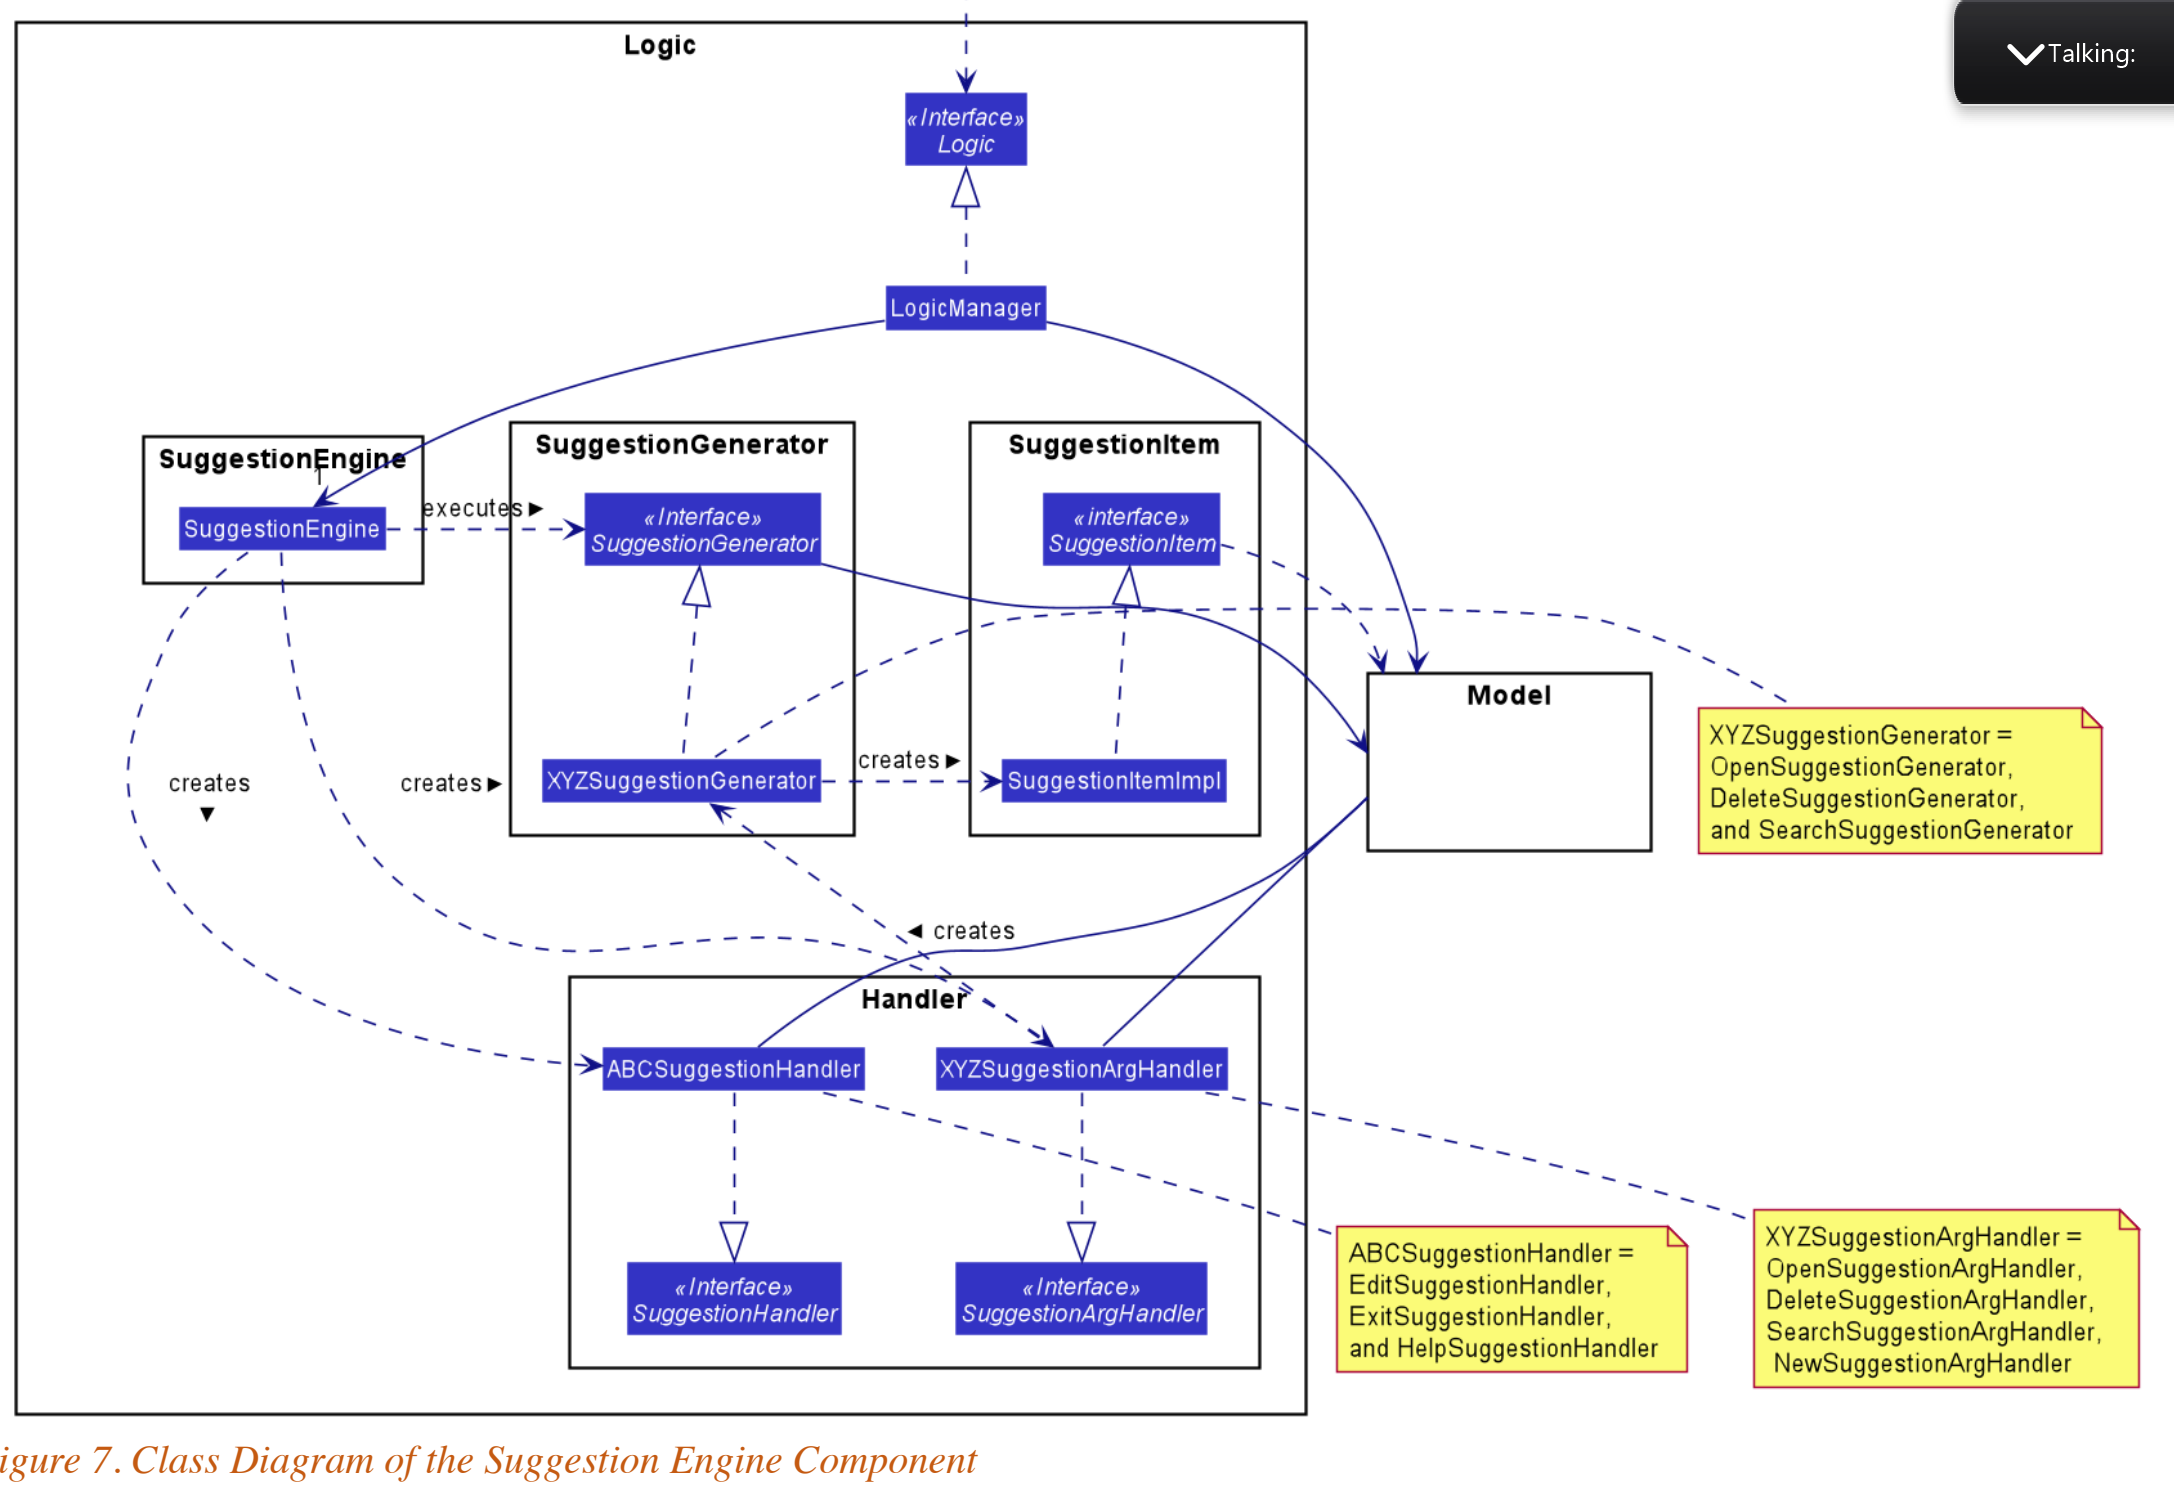 Talking:
Logic
«Interface»
Logic
LogicManager
SuggestionEngine
1
SuggestionEngine
executes ►
SuggestionGenerator
«Interface»
SuggestionGenerator
SuggestionItem
«interface»
SuggestionItem
Model
XYZSuggestionGenerator =
OpenSuggestionGenerator,
DeleteSuggestionGenerator,
and SearchSuggestionGenerator
creates
▼
creates ►
XYZSuggestionGenerator
creates ►
SuggestionItemImpl
◄ creates
Handler
ABCSuggestionHandler
XYZSuggestionArgHandler
«Interface»
SuggestionHandler
«Interface»
SuggestionArgHandler
ABCSuggestionHandler =
EditSuggestionHandler,
ExitSuggestionHandler,
and HelpSuggestionHandler
XYZSuggestionArgHandler =
OpenSuggestionArgHandler,
DeleteSuggestionArgHandler,
SearchSuggestionArgHandler,
NewSuggestionArgHandler
igure 7. Class Diagram of the Suggestion Engine Component